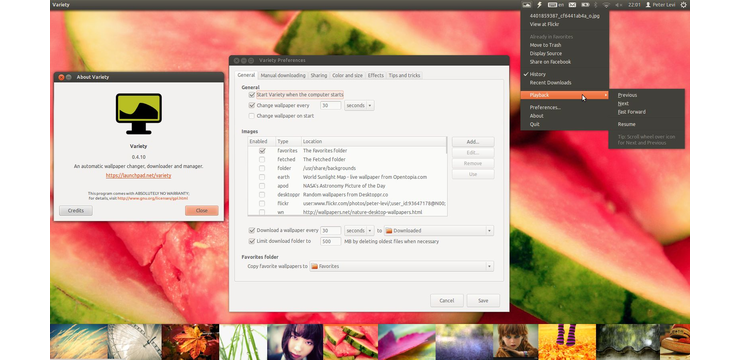 Variety
22:01
Peter Levi
4401859387_cf6441ab4a_o.jpg
View at Flickr
Already in Favorites
Move to Trash
Display Source
Share on Facebook
History
Recent Downloads
Playback
Preferences...
About
Quit
Previous
Next
Fast Forward
Resume
Tip: Scroll wheel over icon
for Next and Previous
About Variety
Variety
0.4.10
An automatic wallpaper changer, downloader and manager.
https://launchpad.net/variety
This program comes with ABSOLUTELY NO WARRANTY;
for details, visit http://www.gnu.org/licenses/gpl.html
Credits
Close
Variety Preferences
General
Manual downloading
Sharing
Color and size
Effects
Tips and tricks
General
Start Variety when the computer starts
Change wallpaper every 30 seconds
Change wallpaper on start
Images
Enabled Type Location
favorites The Favorites folder
fetched The Fetched folder
folder /usr/share/backgrounds
earth World Sunlight Map - live wallpaper from Opentopia.com
apod NASA's Astronomy Picture of the Day
desktoppr Random wallpapers from Desktoppr.co
flickr user:www.flickr.com/photos/peter-levi/;user_id:93647178@N00;
wn http://wallpapers.net/nature-desktop-wallpapers.html
Add...
Edit...
Remove
Use
Download a wallpaper every 30 seconds to Downloaded
Limit download folder to 500 MB by deleting oldest files when necessary
Favorites Folder
Copy favorite wallpapers to Favorites
Cancel
Save